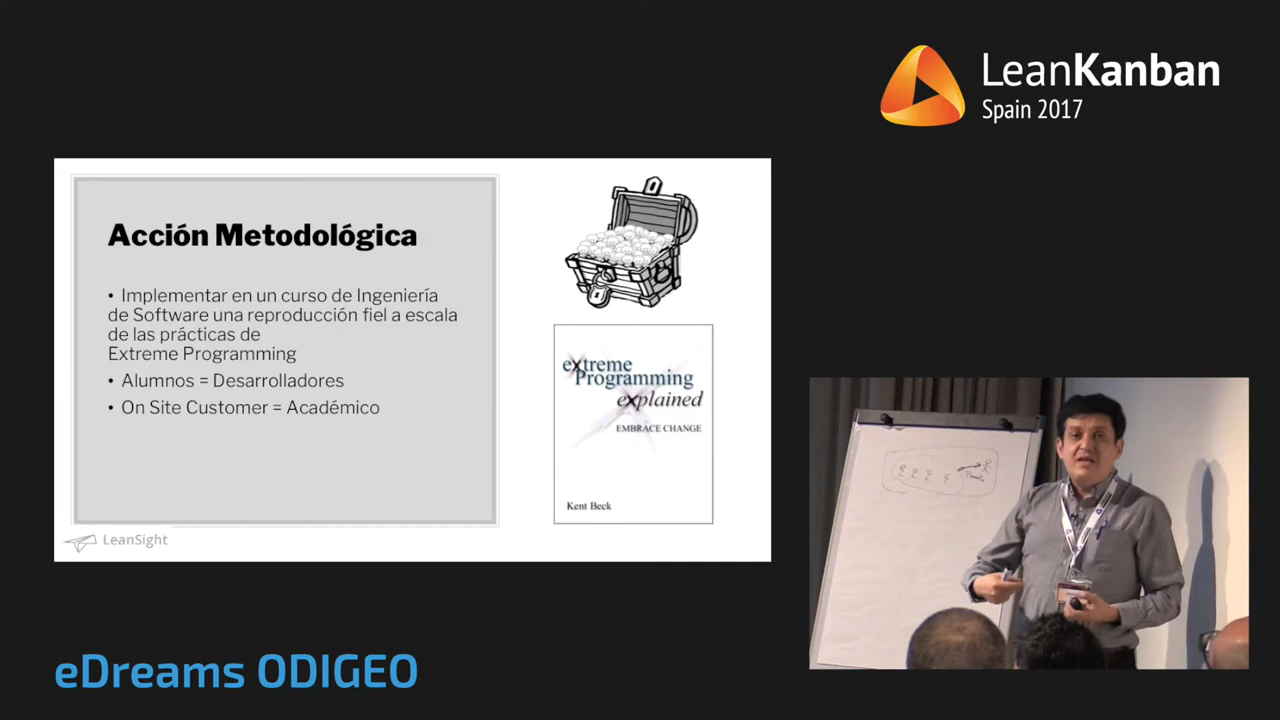 LeanKanban
Spain 2017
Acción Metodológica
• Implementar en un curso de Ingeniería
de Software una reproducción fiel a escala
de las prácticas de
Extreme Programming
• Alumnos = Desarrolladores
• On Site Customer = Académico
extreme
Programming
explained
EMBRACE CHANGE
Kent Beck
LeanSight
eDreams ODIGEO